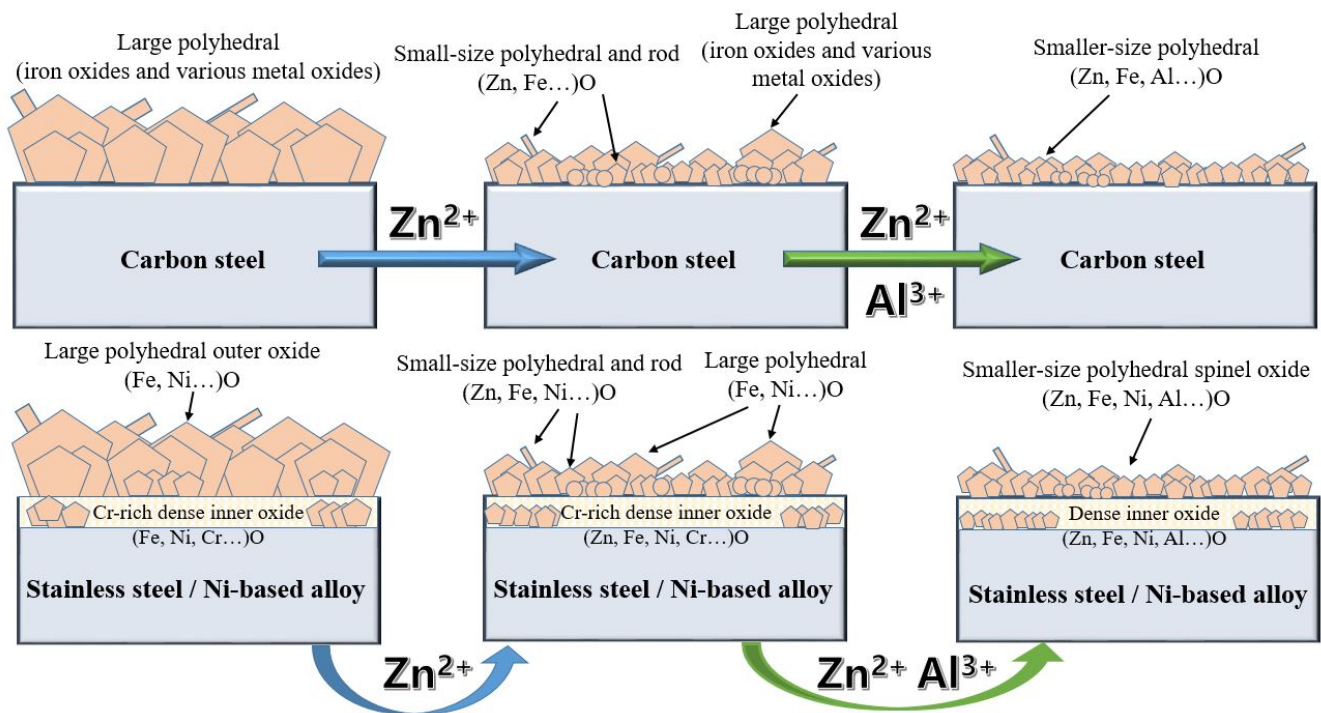 Large polyhedral
(iron oxides and various metal oxides)
Small-size polyhedral and rod
(Zn, Fe…)O
Large polyhedral
(iron oxides and various
metal oxides)
Smaller-size polyhedral
(Zn, Fe, Al…)O
Carbon steel
Zn²⁺
Carbon steel
Zn²⁺
Al³⁺
Carbon steel
Large polyhedral outer oxide
(Fe, Ni…)O
Small-size polyhedral and rod
(Zn, Fe, Ni…)O
Large polyhedral
(Fe, Ni…)O
Smaller-size polyhedral spinel oxide
(Zn, Fe, Ni, Al…)O
Cr-rich dense inner oxide
(Fe, Ni, Cr…)O
Stainless steel / Ni-based alloy
Cr-rich dense inner oxide
(Zn, Fe, Ni, Cr…)O
Stainless steel / Ni-based alloy
Dense inner oxide
(Zn, Fe, Ni, Al…)O
Stainless steel / Ni-based alloy
Zn²⁺
Zn²⁺ Al³⁺